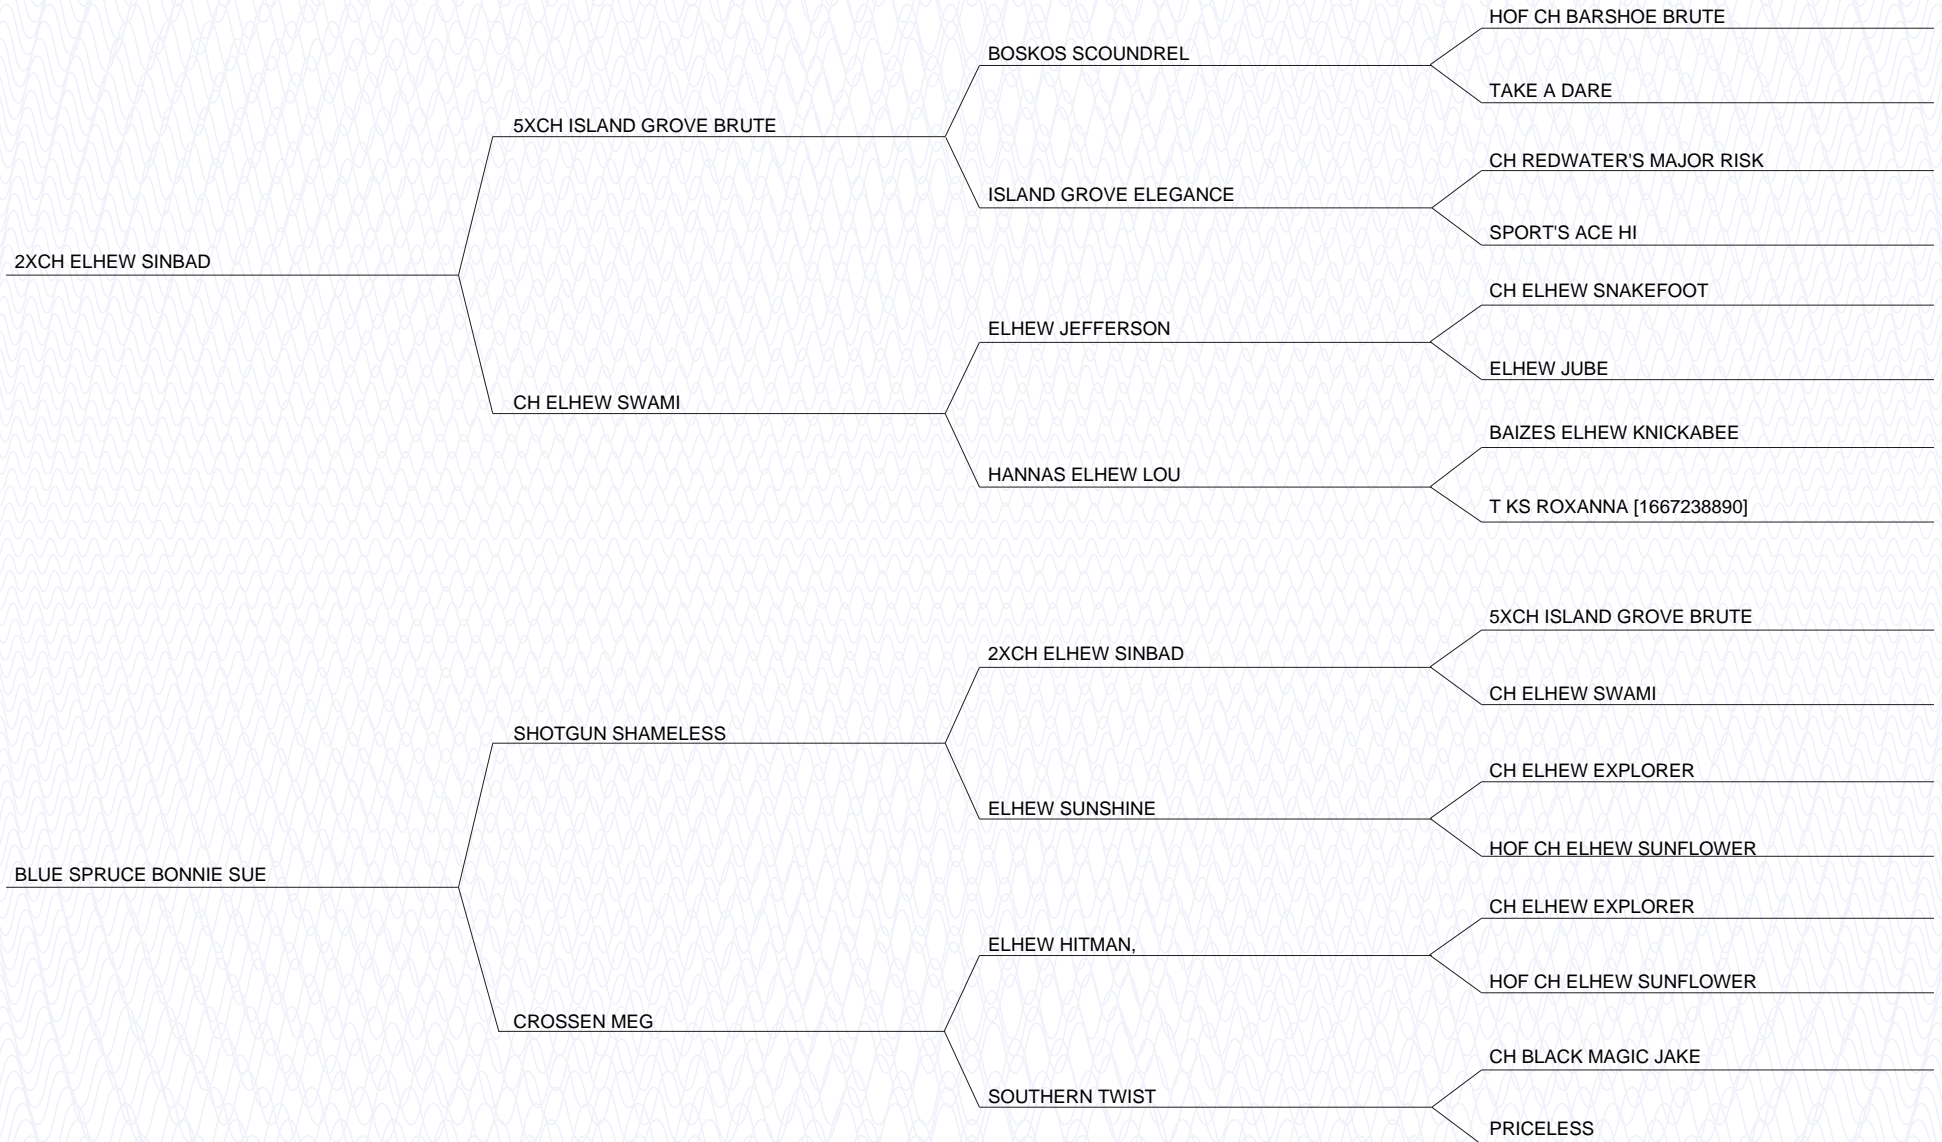 HOF CH BARSHOE BRUTE
BOSKOS SCOUNDREL
TAKE A DARE
5XCH ISLAND GROVE BRUTE
CH REDWATER'S MAJOR RISK
ISLAND GROVE ELEGANCE
SPORT'S ACE HI
2XCH ELHEW SINBAD
CH ELHEW SNAKEFOOT
ELHEW JEFFERSON
ELHEW JUBE
CH ELHEW SWAMI
BAIZES ELHEW KNICKABEE
HANNAS ELHEW LOU
T KS ROXANNA [1667238890]
5XCH ISLAND GROVE BRUTE
2XCH ELHEW SINBAD
CH ELHEW SWAMI
SHOTGUN SHAMELESS
CH ELHEW EXPLORER
ELHEW SUNSHINE
HOF CH ELHEW SUNFLOWER
BLUE SPRUCE BONNIE SUE
CH ELHEW EXPLORER
ELHEW HITMAN,
HOF CH ELHEW SUNFLOWER
CROSSEN MEG
CH BLACK MAGIC JAKE
SOUTHERN TWIST
PRICELESS